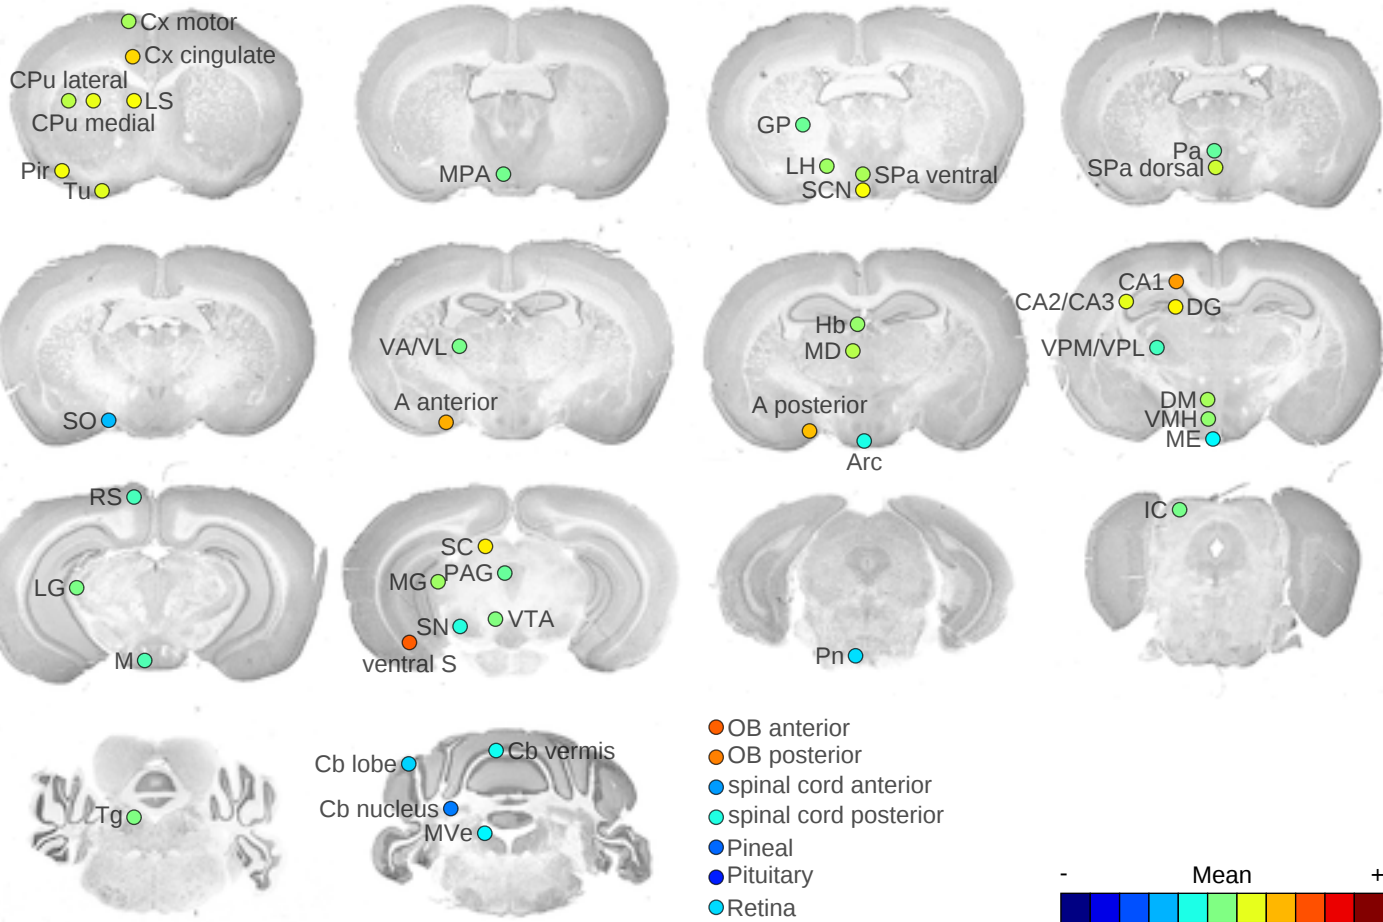 Cx motor
Cx cingulate
CPu lateral
LS
CPu medial
Pir
Tu
MPA
GP
LH
SPa ventral
SCN
Pa
SPa dorsal
SO
VA/VL
A anterior
Hb
MD
A posterior
Arc
CA1
CA2/CA3
DG
VPM/VPL
DM
VMH
ME
RS
LG
M
SC
MG
PAG
SN
VTA
ventral S
Pn
IC
Tg
Cb lobe
Cb vermis
Cb nucleus
MVe
OB anterior
OB posterior
spinal cord anterior
spinal cord posterior
Pineal
Pituitary
Retina
- Mean +